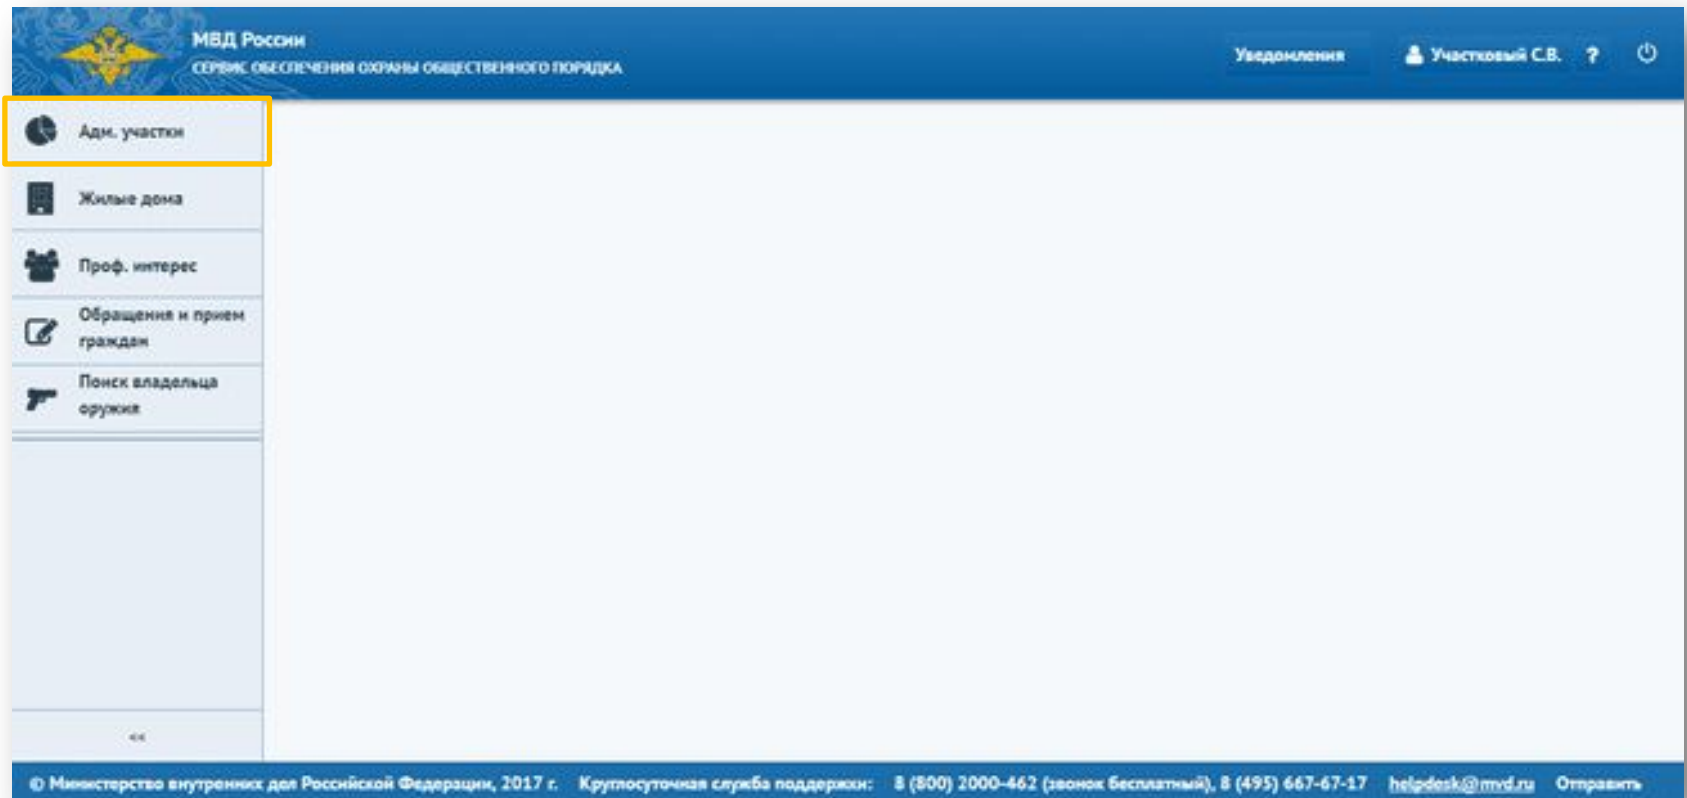 МВД России
СЕРВИС ОБЕСПЕЧЕНИЯ ОХРАНЫ ОБЩЕСТВЕННОГО ПОРЯДКА
Уведомления Участковый С.В. ?
Адм. участки
Жилые дома
Проф. интерес
Обращения и прием
граждан
Поиск владельца
оружия
<<
© Министерство внутренних дел Российской Федерации, 2017 г. Круглосуточная служба поддержки: 8 (800) 2000-462 (звонок бесплатный), 8 (495) 667-67-17 helpdesk@mvd.ru Отправить